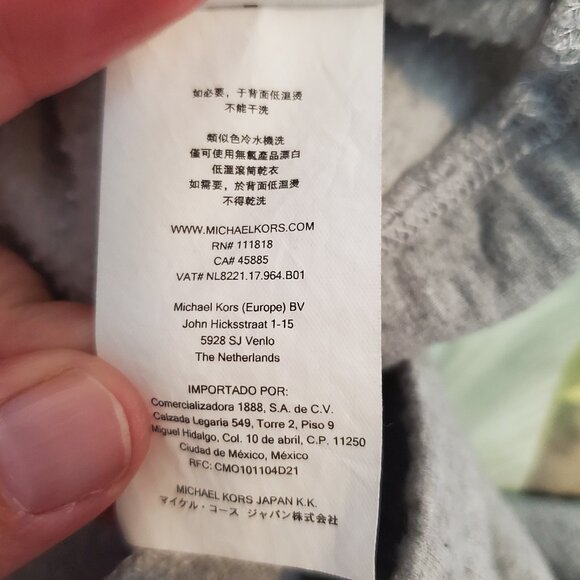 如必要，于背面低溫燙
不能干洗
類似色冷水機洗
僅可使用無氯產品漂白
低溫滾筒乾衣
如需要，於背面低溫燙
不得乾洗
WWW.MICHAELKORS.COM
RN# 111818
CA# 45885
VAT# NL8221.17.964.B01
Michael Kors (Europe) BV
John Hicksstraat 1-15
5928 SJ Venlo
The Netherlands
IMPORTADO POR:
Comercializadora 1888, S.A. de C.V.
Calzada Legaria 549, Torre 2, Piso 9
Miguel Hidalgo, Col. 10 de abril, C.P. 11250
Ciudad de México, México
RFC: CMO101104D21
MICHAEL KORS JAPAN K.K.
マイケル・コース ジャパン株式会社